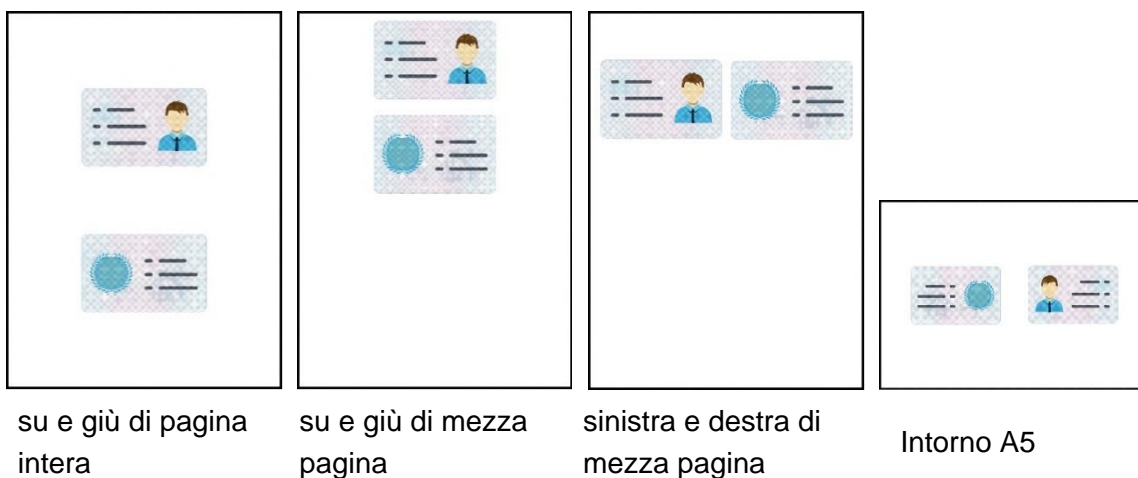 su e giù di pagina
intera
su e giù di mezza
pagina
sinistra e destra di
mezza pagina
Intorno A5